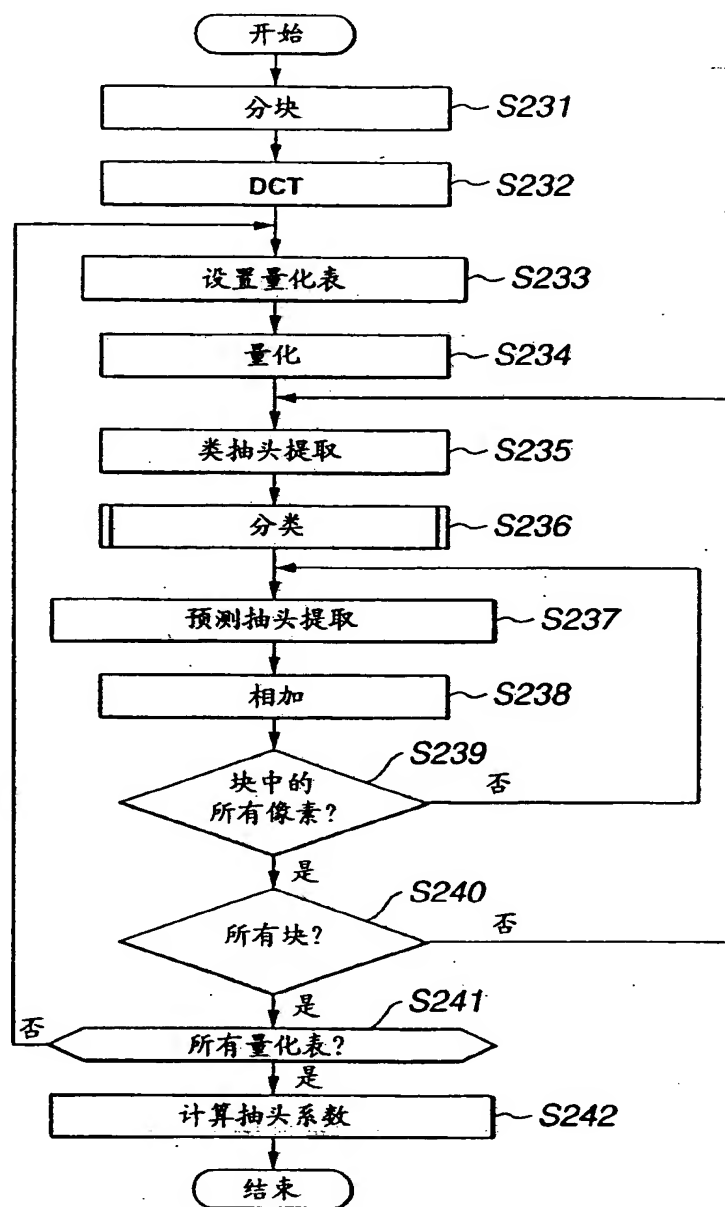 开始
分块
S231
DCT
S232
设置量化表
S233
量化
S234
类抽头提取
S235
分类
S236
预测抽头提取
S237
相加
S238
S239
块中的
所有像素?
否
是
S240
所有块?
否
是
S241
否
所有量化表?
是
计算抽头系数
S242
结束